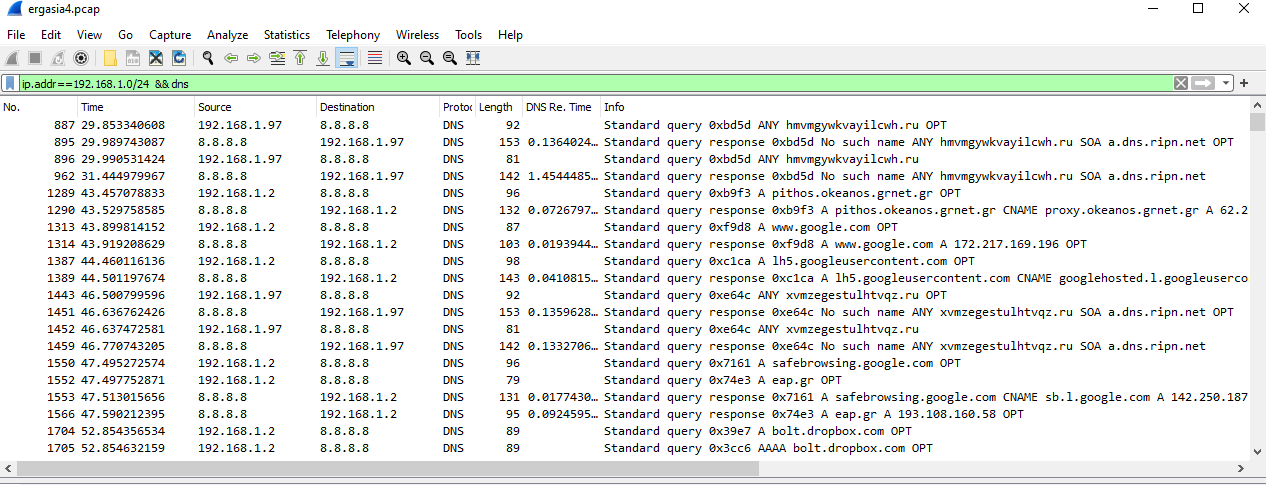 ergasia4.pcap
File Edit View Go Capture Analyze Statistics Telephony Wireless Tools Help
ip.addr==192.168.1.0/24 && dns
No. Time Source Destination Protoc Length DNS Re. Time Info
887 29.853340608 192.168.1.97 8.8.8.8 DNS 92 Standard query 0xbd5d ANY hmvmgywkvayilcwh.ru OPT
895 29.989743087 8.8.8.8 192.168.1.97 DNS 153 0.1364024… Standard query response 0xbd5d No such name ANY hmvmgywkvayilcwh.ru SOA a.dns.ripn.net OPT
896 29.990531424 192.168.1.97 8.8.8.8 DNS 81 Standard query 0xbd5d ANY hmvmgywkvayilcwh.ru
962 31.444979967 8.8.8.8 192.168.1.97 DNS 142 1.4544485… Standard query response 0xbd5d No such name ANY hmvmgywkvayilcwh.ru SOA a.dns.ripn.net
1289 43.457078833 192.168.1.2 8.8.8.8 DNS 96 Standard query 0xb9f3 A pithos.okeanos.grnet.gr OPT
1290 43.529758585 8.8.8.8 192.168.1.2 DNS 132 0.0726797… Standard query response 0xb9f3 A pithos.okeanos.grnet.gr CNAME proxy.okeanos.grnet.gr A 62.2
1313 43.899814152 192.168.1.2 8.8.8.8 DNS 87 Standard query 0xf9d8 A www.google.com OPT
1314 43.919208629 8.8.8.8 192.168.1.2 DNS 103 0.0193944… Standard query response 0xf9d8 A www.google.com A 172.217.169.196 OPT
1387 44.460116136 192.168.1.2 8.8.8.8 DNS 98 Standard query 0xc1ca A lh5.googleusercontent.com OPT
1389 44.501197674 8.8.8.8 192.168.1.2 DNS 143 0.0410815… Standard query response 0xc1ca A lh5.googleusercontent.com CNAME googlehosted.l.googleuserco
1443 46.500799596 192.168.1.97 8.8.8.8 DNS 92 Standard query 0xe64c ANY xvmzegestulhtvqz.ru OPT
1451 46.636762426 8.8.8.8 192.168.1.97 DNS 153 0.1359628… Standard query response 0xe64c No such name ANY xvmzegestulhtvqz.ru SOA a.dns.ripn.net OPT
1452 46.637472581 192.168.1.97 8.8.8.8 DNS 81 Standard query 0xe64c ANY xvmzegestulhtvqz.ru
1459 46.770743205 8.8.8.8 192.168.1.97 DNS 142 0.1332706… Standard query response 0xe64c No such name ANY xvmzegestulhtvqz.ru SOA a.dns.ripn.net
1550 47.495272574 192.168.1.2 8.8.8.8 DNS 96 Standard query 0x7161 A safebrowsing.google.com OPT
1552 47.497752871 192.168.1.2 8.8.8.8 DNS 79 Standard query 0x74e3 A eap.gr OPT
1553 47.513015656 8.8.8.8 192.168.1.2 DNS 131 0.0177430… Standard query response 0x7161 A safebrowsing.google.com CNAME sb.l.google.com A 142.250.187
1566 47.590212395 8.8.8.8 192.168.1.2 DNS 95 0.0924595… Standard query response 0x74e3 A eap.gr A 193.108.160.58 OPT
1704 52.854356534 192.168.1.2 8.8.8.8 DNS 89 Standard query 0x39e7 A bolt.dropbox.com OPT
1705 52.854632159 192.168.1.2 8.8.8.8 DNS 89 Standard query 0x3cc6 AAAA bolt.dropbox.com OPT